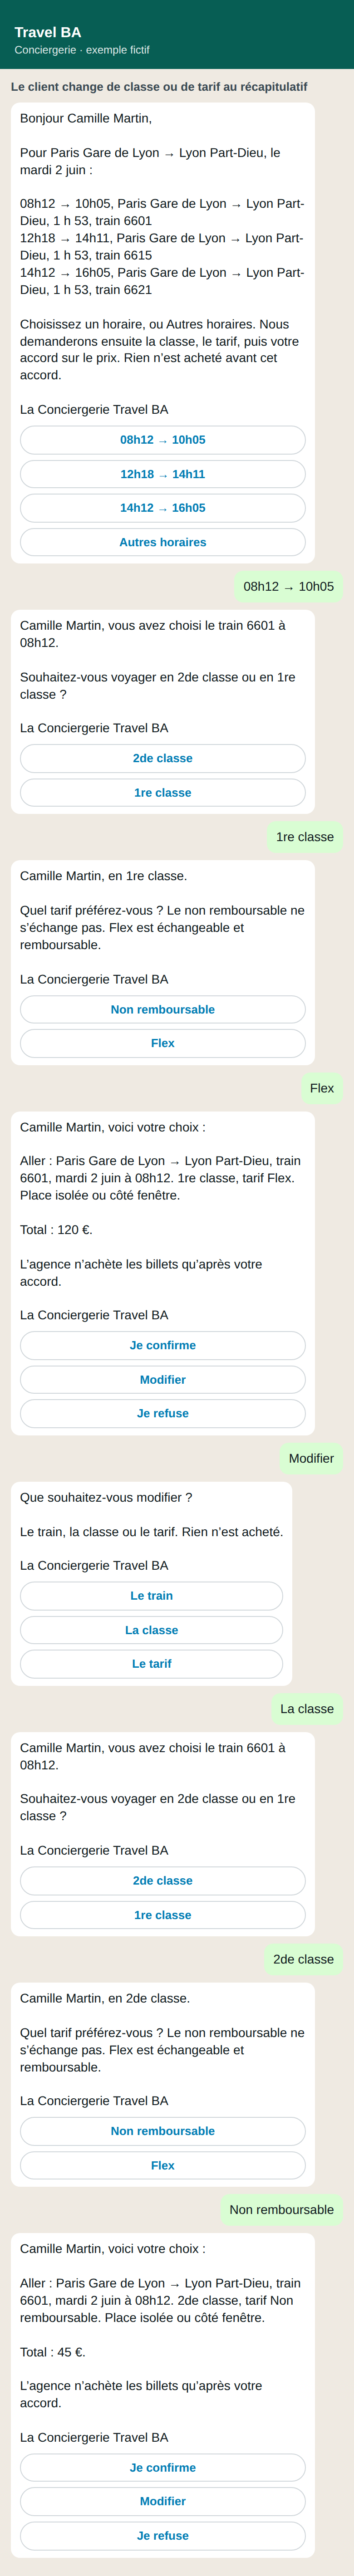 Travel BA
Conciergerie · exemple fictif
Le client change de classe ou de tarif au récapitulatif
Bonjour Camille Martin,
Pour Paris Gare de Lyon → Lyon Part-Dieu, le
mardi 2 juin :
08h12 → 10h05, Paris Gare de Lyon → Lyon Part-
Dieu, 1 h 53, train 6601
12h18 → 14h11, Paris Gare de Lyon → Lyon Part-
Dieu, 1 h 53, train 6615
14h12 → 16h05, Paris Gare de Lyon → Lyon Part-
Dieu, 1 h 53, train 6621
Choisissez un horaire, ou Autres horaires. Nous
demanderons ensuite la classe, le tarif, puis votre
accord sur le prix. Rien n’est acheté avant cet
accord.
La Conciergerie Travel BA
08h12 → 10h05
12h18 → 14h11
14h12 → 16h05
Autres horaires
08h12 → 10h05
Camille Martin, vous avez choisi le train 6601 à
08h12.
Souhaitez-vous voyager en 2de classe ou en 1re
classe ?
La Conciergerie Travel BA
2de classe
1re classe
1re classe
Camille Martin, en 1re classe.
Quel tarif préférez-vous ? Le non remboursable ne
s’échange pas. Flex est échangeable et
remboursable.
La Conciergerie Travel BA
Non remboursable
Flex
Flex
Camille Martin, voici votre choix :
Aller : Paris Gare de Lyon → Lyon Part-Dieu, train
6601, mardi 2 juin à 08h12. 1re classe, tarif Flex.
Place isolée ou côté fenêtre.
Total : 120 €.
L’agence n’achète les billets qu’après votre
accord.
La Conciergerie Travel BA
Je confirme
Modifier
Je refuse
Modifier
Que souhaitez-vous modifier ?
Le train, la classe ou le tarif. Rien n’est acheté.
La Conciergerie Travel BA
Le train
La classe
Le tarif
La classe
Camille Martin, vous avez choisi le train 6601 à
08h12.
Souhaitez-vous voyager en 2de classe ou en 1re
classe ?
La Conciergerie Travel BA
2de classe
1re classe
2de classe
Camille Martin, en 2de classe.
Quel tarif préférez-vous ? Le non remboursable ne
s’échange pas. Flex est échangeable et
remboursable.
La Conciergerie Travel BA
Non remboursable
Flex
Non remboursable
Camille Martin, voici votre choix :
Aller : Paris Gare de Lyon → Lyon Part-Dieu, train
6601, mardi 2 juin à 08h12. 2de classe, tarif Non
remboursable. Place isolée ou côté fenêtre.
Total : 45 €.
L’agence n’achète les billets qu’après votre
accord.
La Conciergerie Travel BA
Je confirme
Modifier
Je refuse